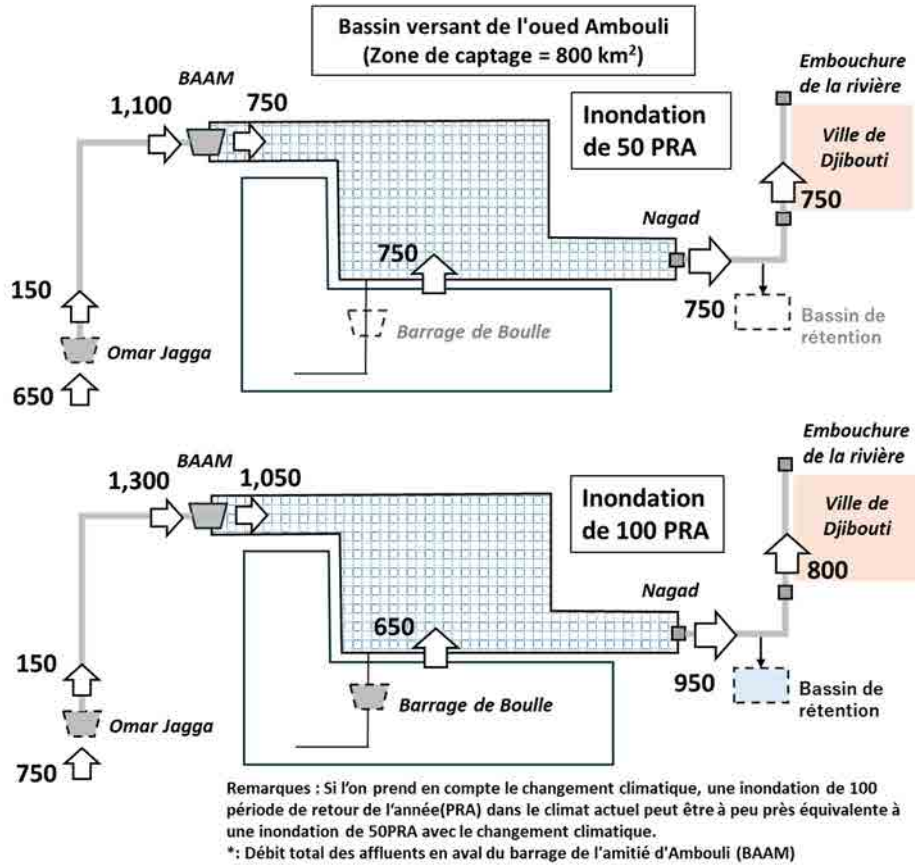 Bassin versant de l'oued Ambouli
(Zone de captage = 800 km²)
BAAM
1,100
750
Inondation
de 50 PRA
Embouchure
de la rivière
Ville de
Djibouti
750
Nagad
750
750
Bassin de
rétention
150
Omar Jagga
650
Barrage de Boulle
BAAM
1,300
1,050
Inondation
de 100 PRA
Embouchure
de la rivière
Ville de
Djibouti
800
Nagad
650
950
Bassin de
rétention
150
Omar Jagga
750
Barrage de Boulle
Remarques : Si l'on prend en compte le changement climatique, une inondation de 100
période de retour de l'année(PRA) dans le climat actuel peut être à peu près équivalente à
une inondation de 50PRA avec le changement climatique.
*: Débit total des affluents en aval du barrage de l'amitié d'Ambouli (BAAM)